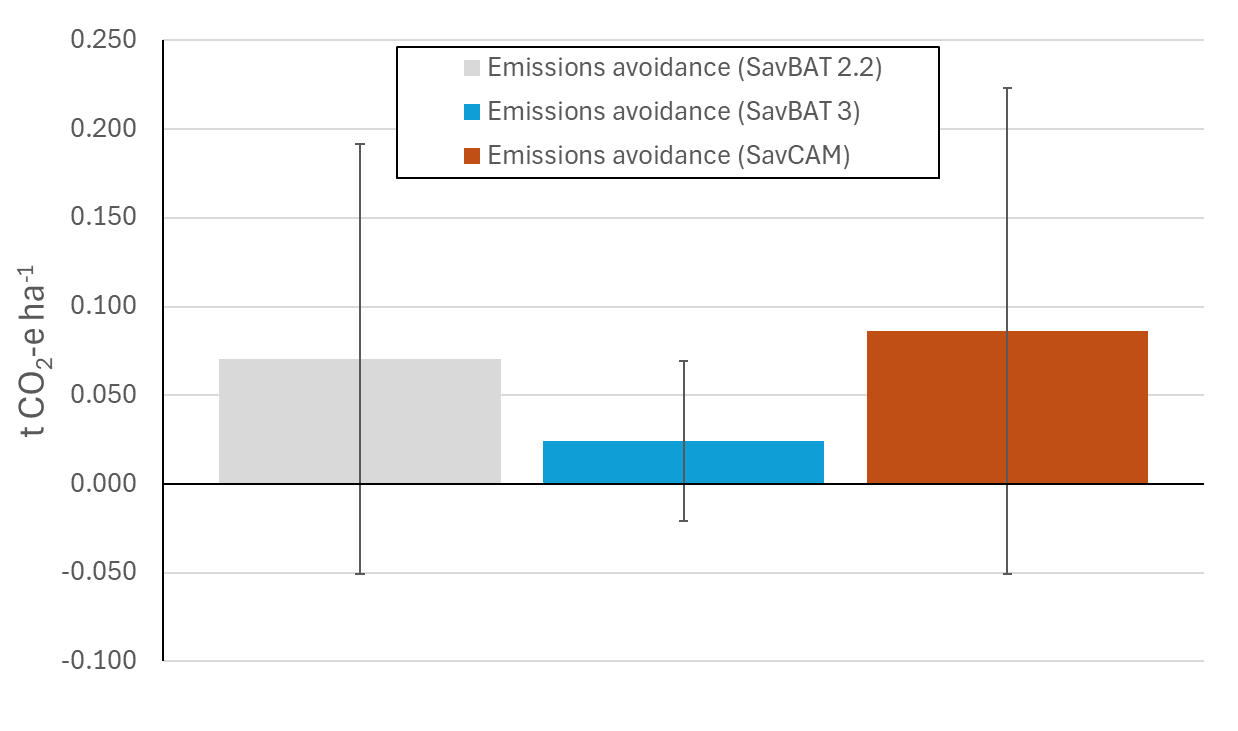 0.250
0.200
0.150
0.100
0.050
0.000
-0.050
-0.100
t CO₂-e ha⁻¹
Emissions avoidance (SavBAT 2.2)
Emissions avoidance (SavBAT 3)
Emissions avoidance (SavCAM)